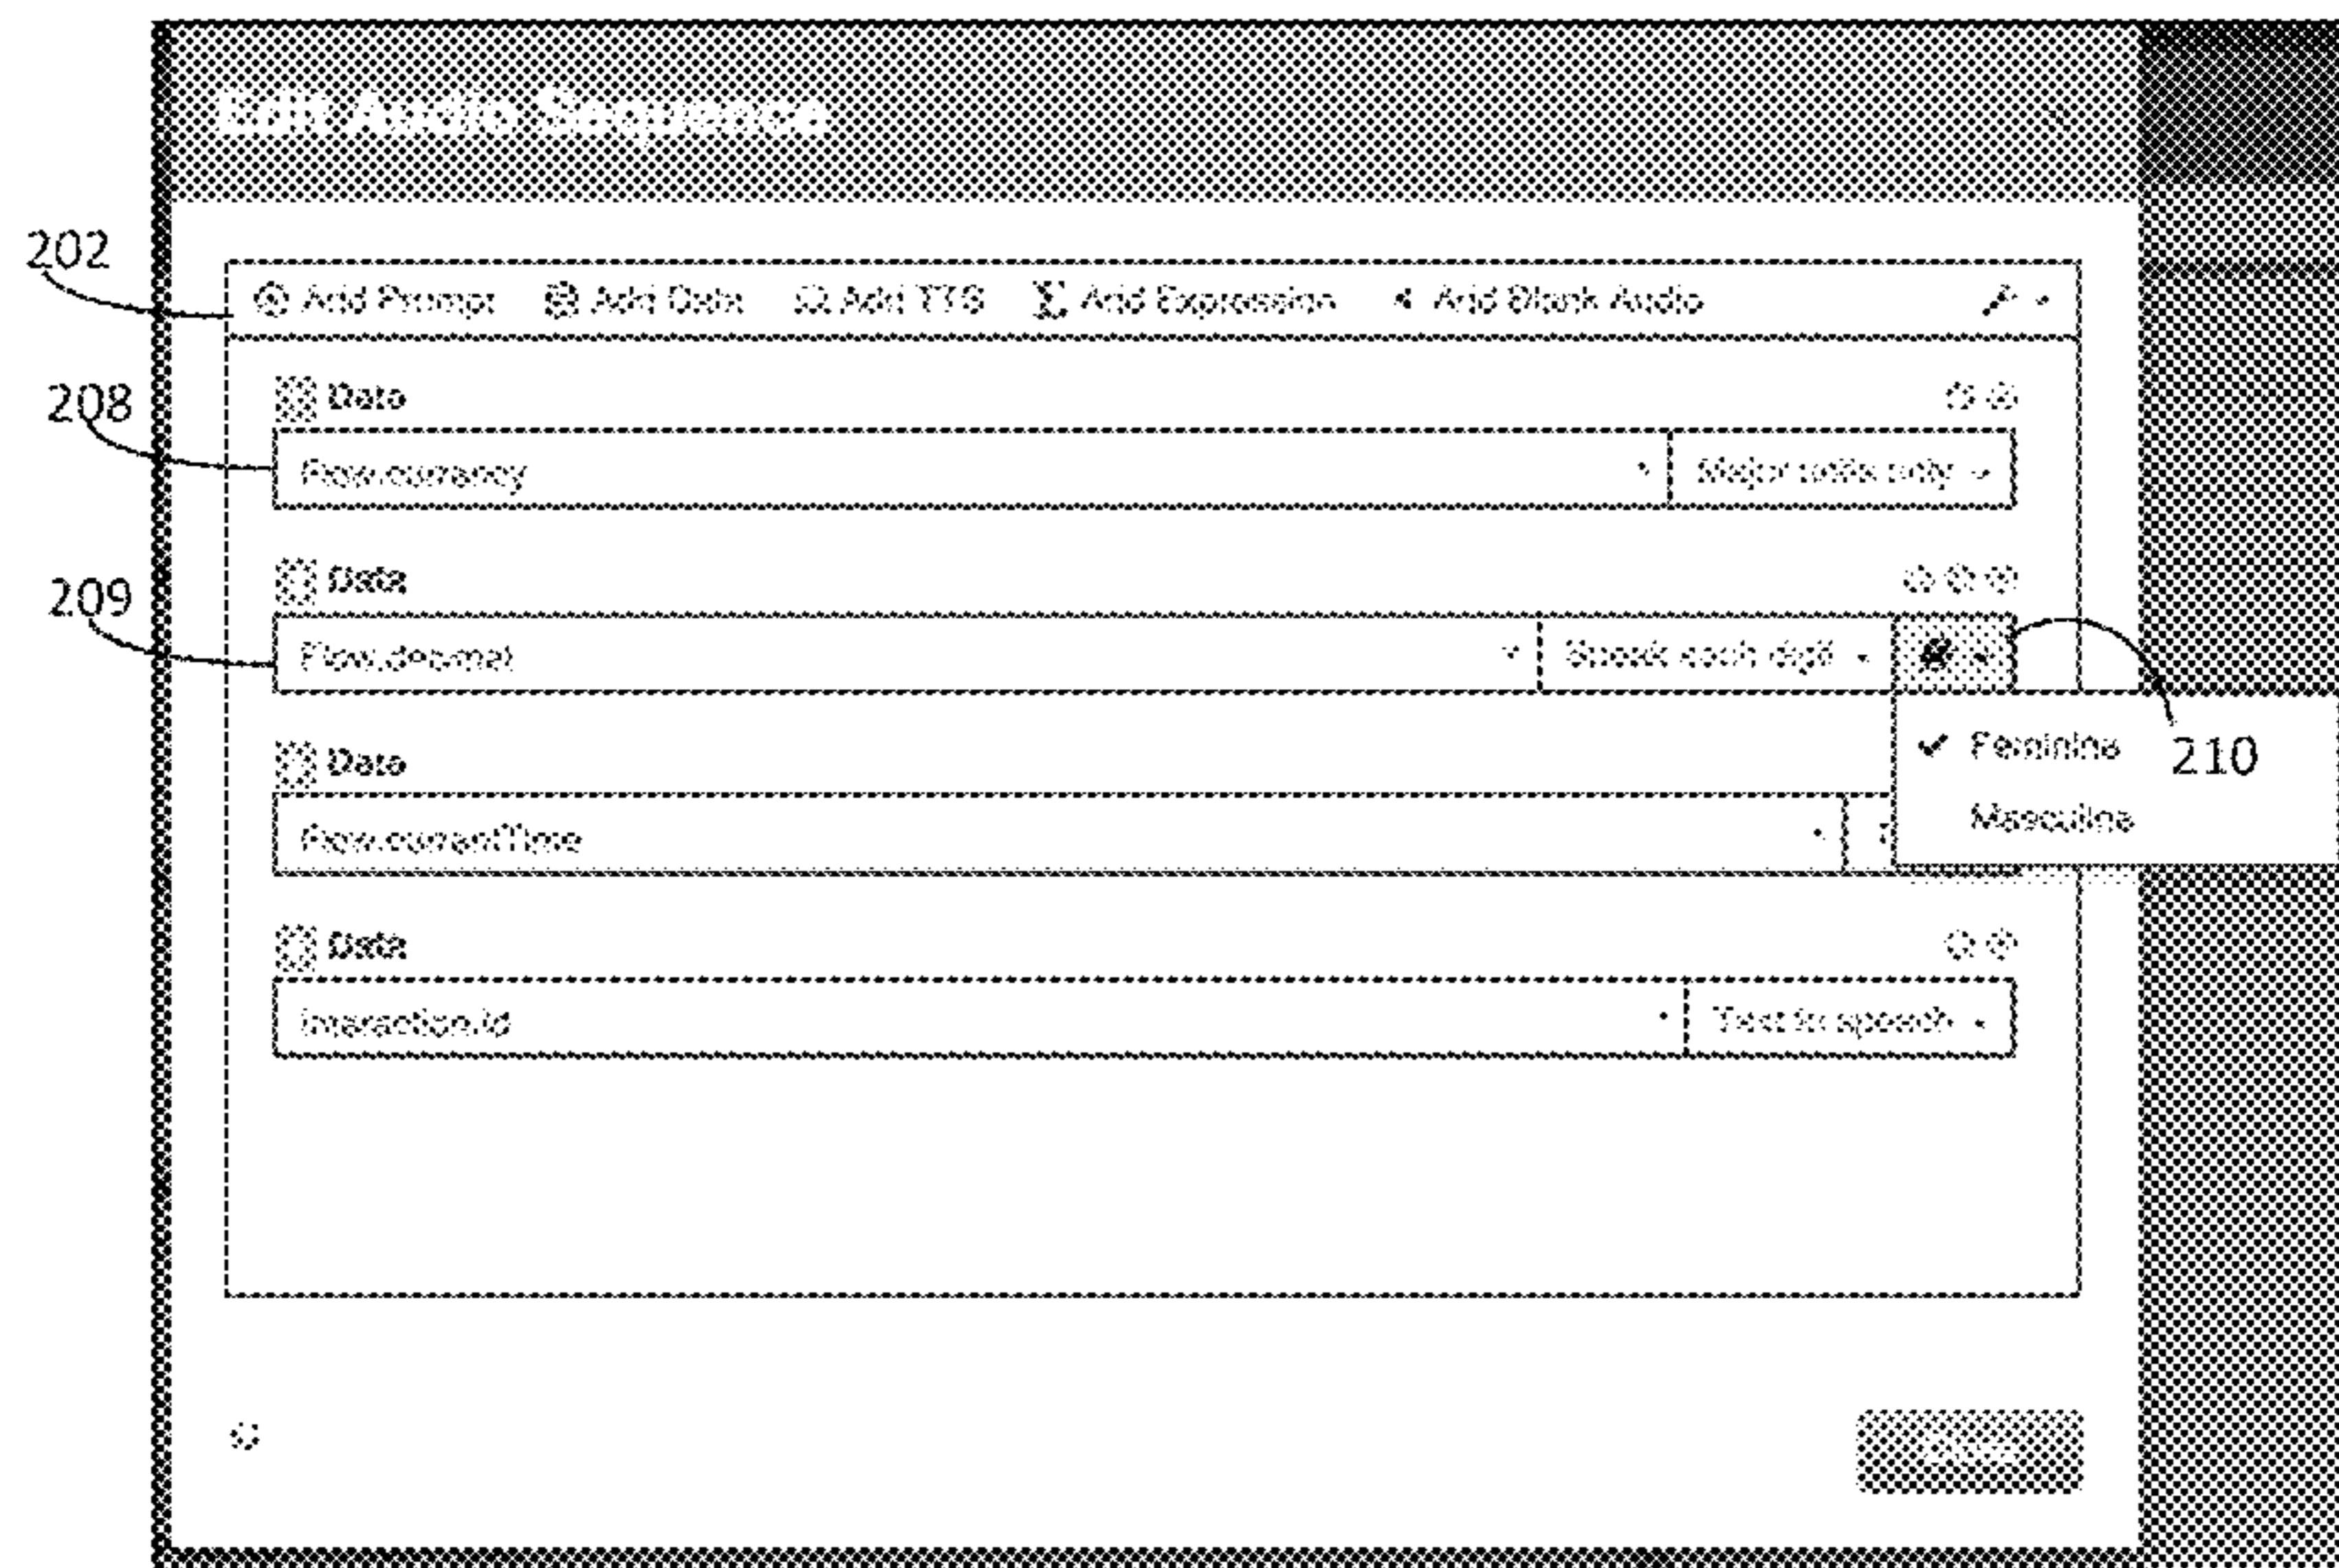 Edit Audio Sequence
202
Add Prompt Add Data Add TTS Add Expression Add Blank Audio
208
Data
Flow.currency Major units only
209
Data
Flow.decimal Speak each digit
Feminine
210
Data
Masculine
Flow.currentTime
Data
Interaction.id Text to speech